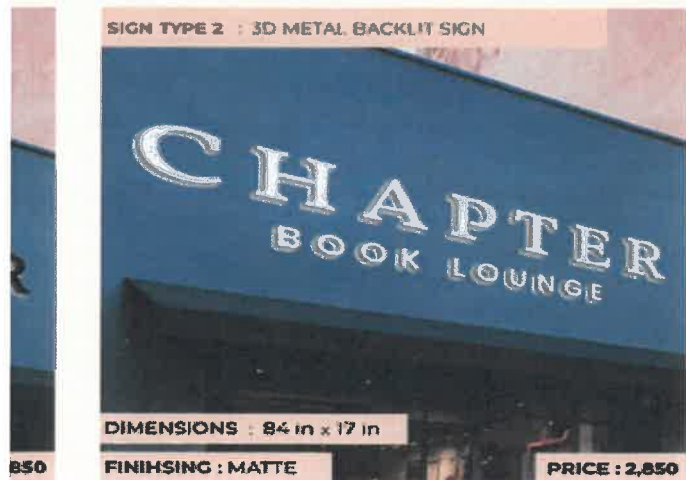 SIGN TYPE 2 : 3D METAL BACKLIT SIGN
CHAPTER
BOOK LOUNGE
R
DIMENSIONS : 84 in x 17 in
850
FINIHSING : MATTE
PRICE : 2,850